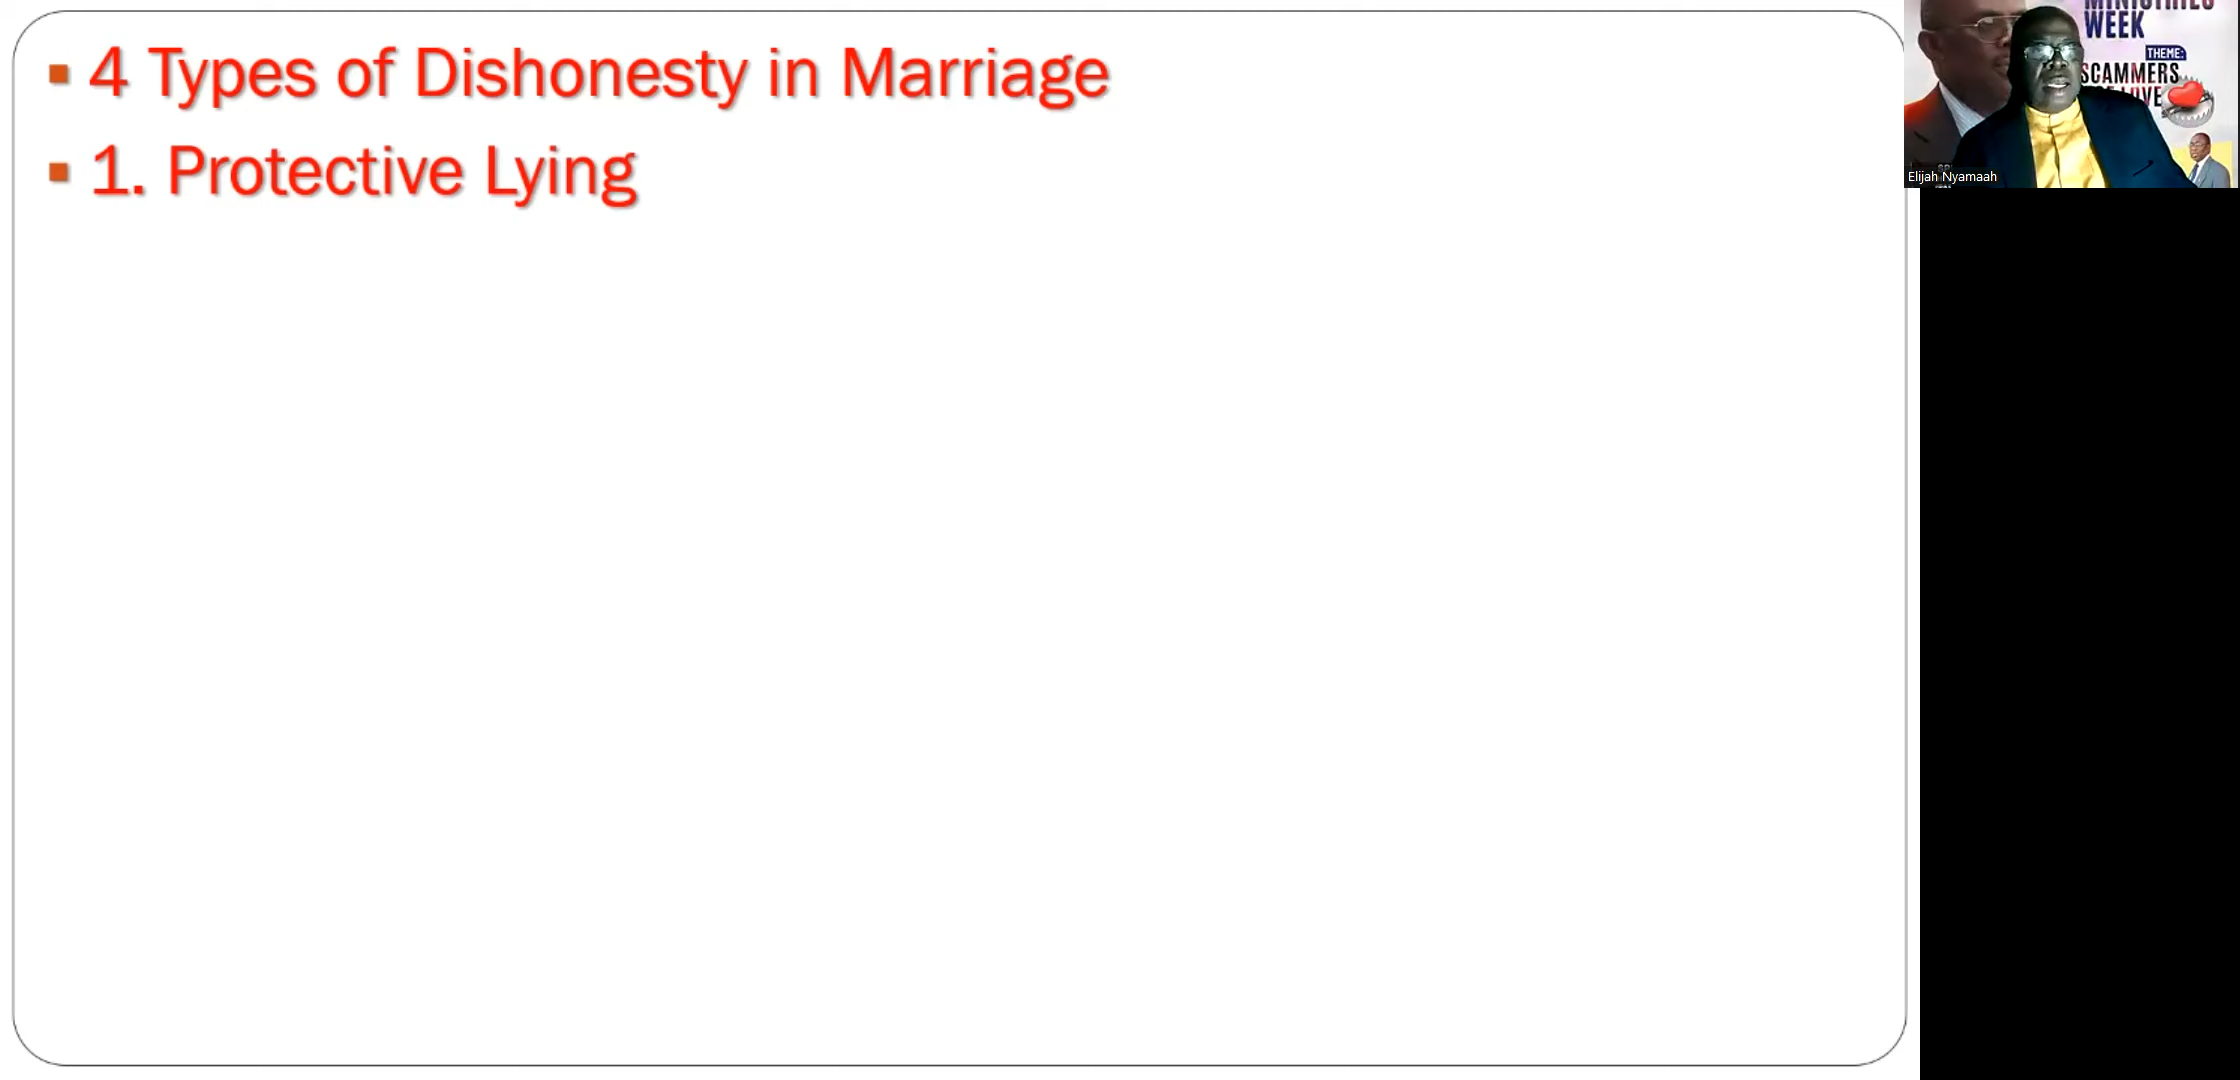 4 Types of Dishonesty in Marriage
1. Protective Lying
WEEK
THEME:
SCAMMERS
Elijah Nyamaah